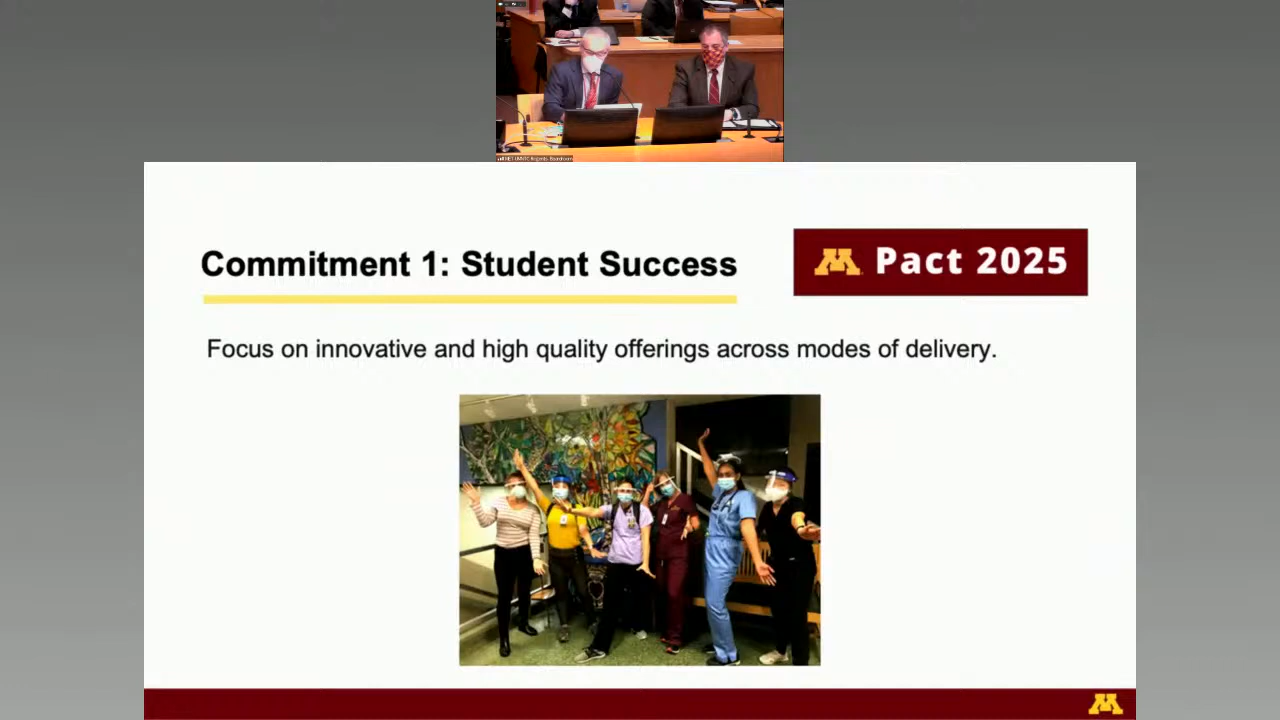 Commitment 1: Student Success
M Pact 2025
Focus on innovative and high quality offerings across modes of delivery.
M